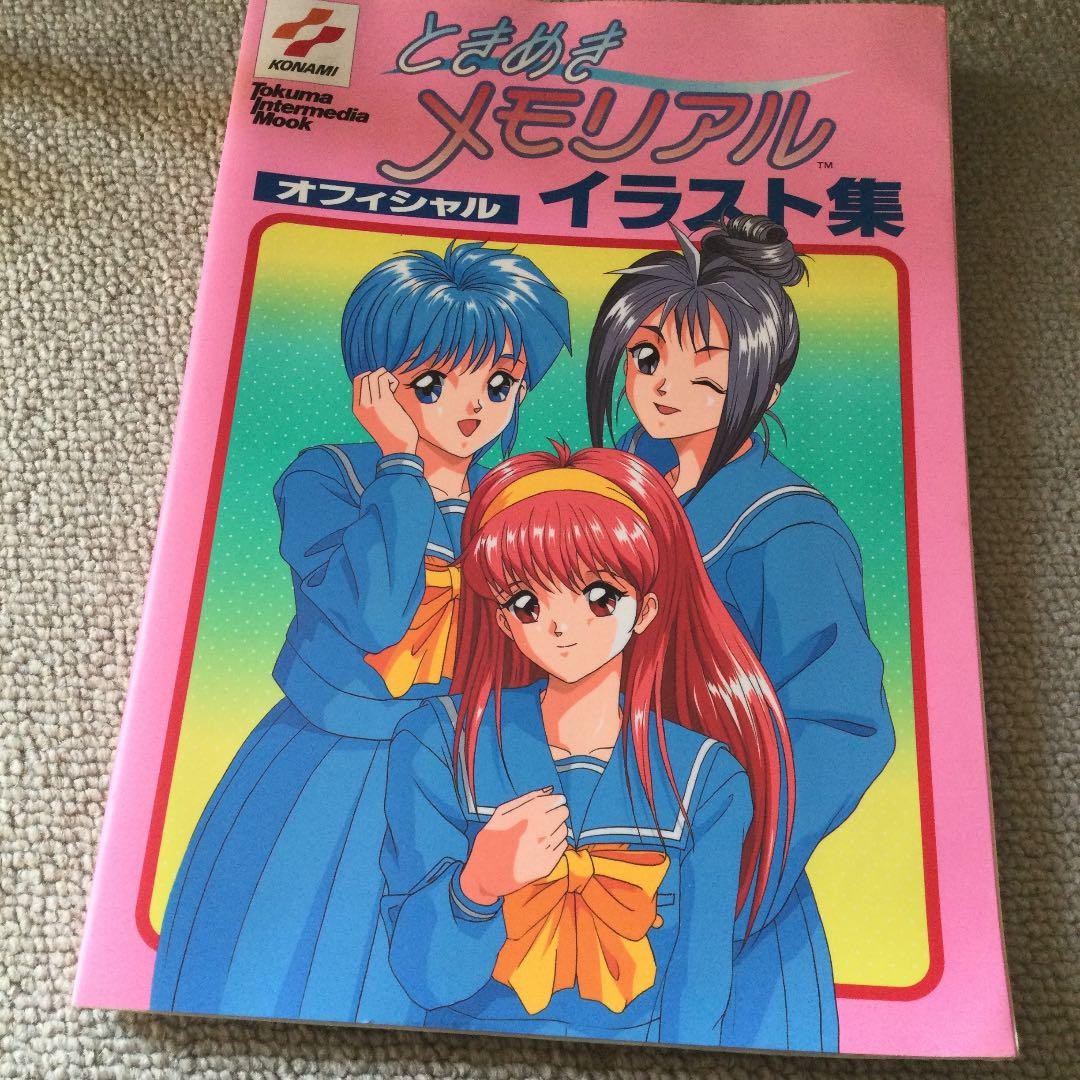 KONAMI
Tokuma
Intermedia
Mook
ときめき
メモリアル
TM
オフィシャル イラスト集